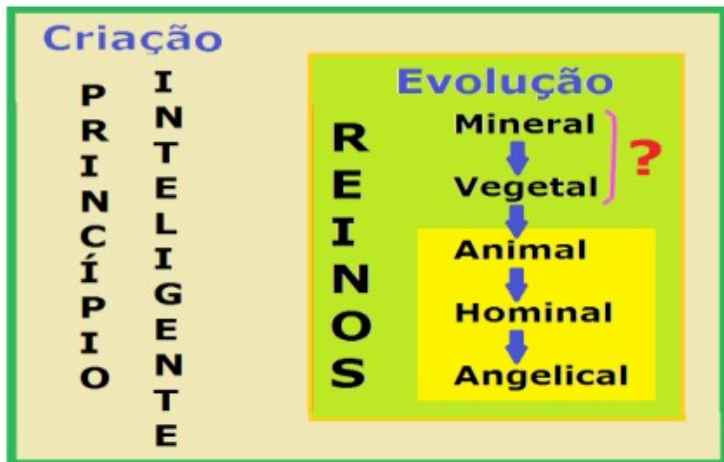 Criação
PRINCÍPIO
INTELIGENTE
Evolução
REINOS
Mineral
Vegetal
?
Animal
Hominal
Angelical